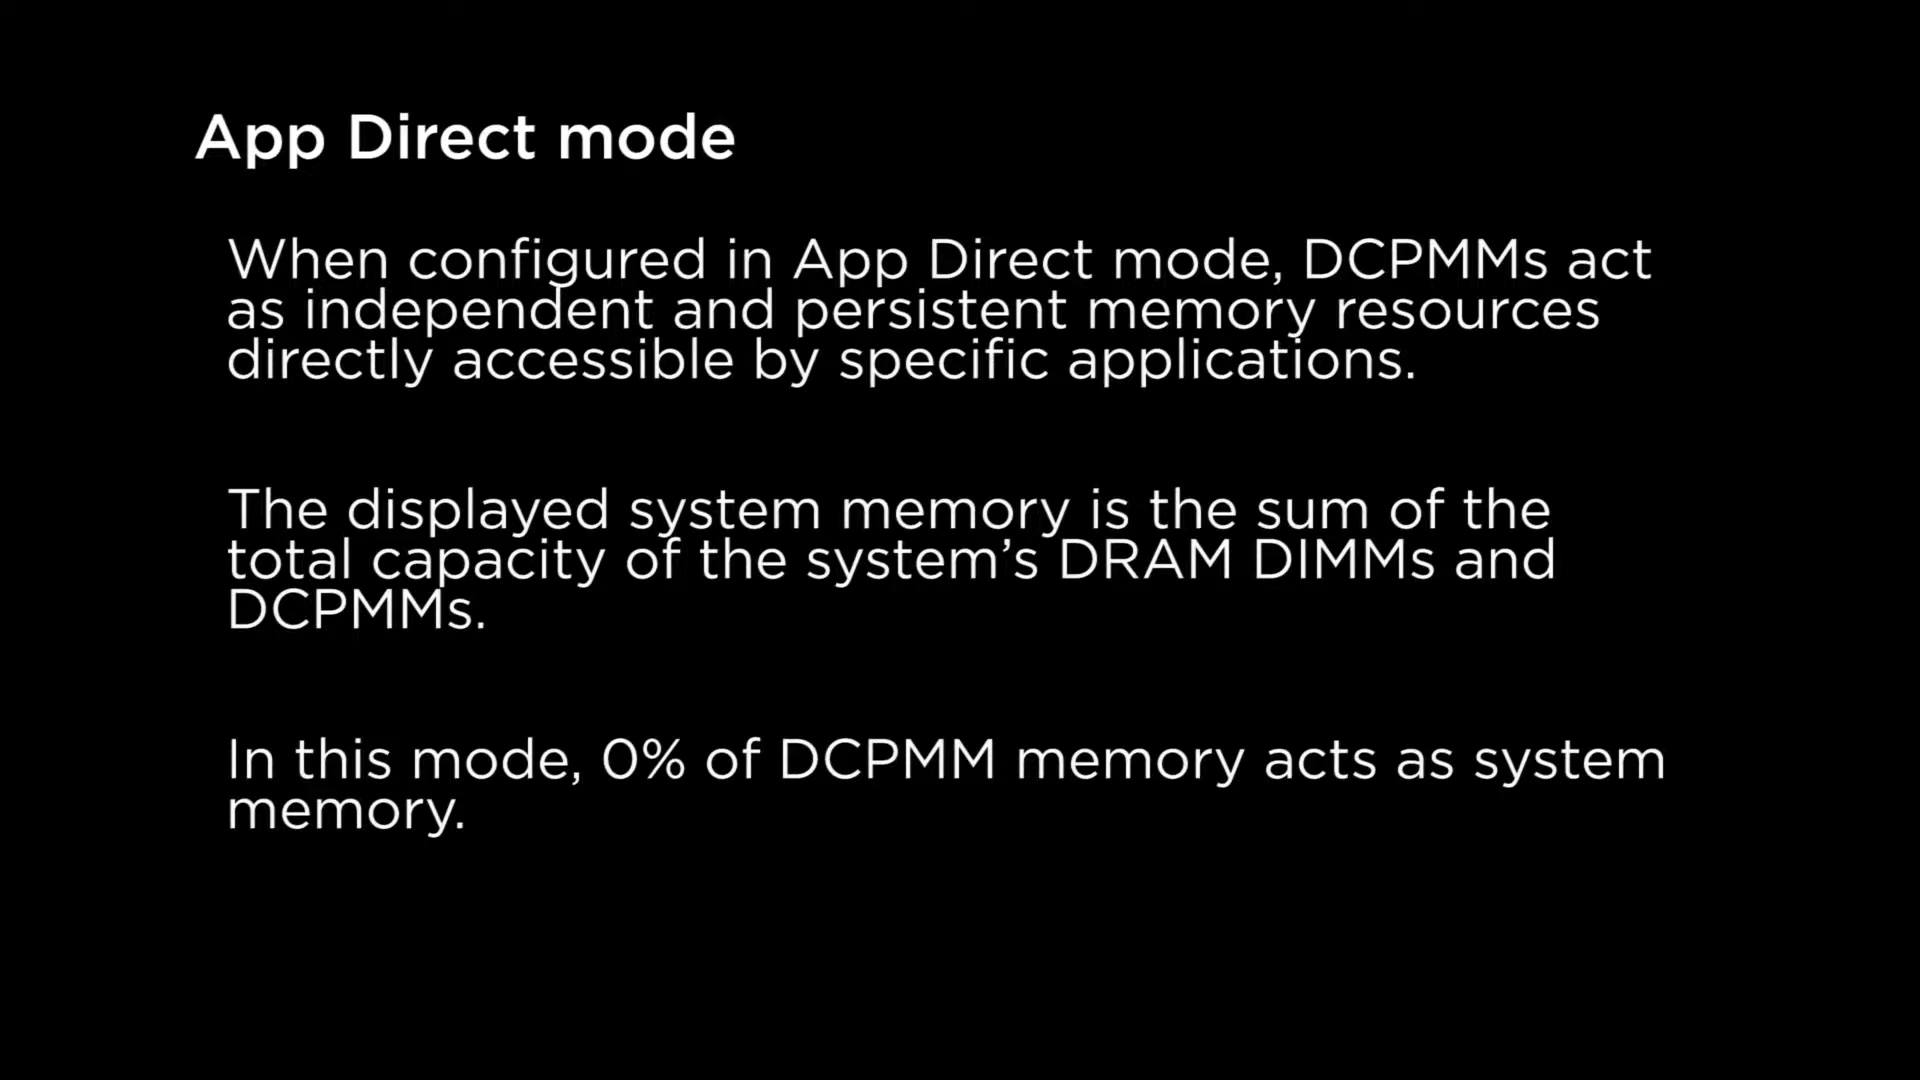 App Direct mode
When configured in App Direct mode, DCPMMs act
as independent and persistent memory resources
directly accessible by specific applications.
The displayed system memory is the sum of the
total capacity of the system’s DRAM DIMMs and
DCPMMs.
In this mode, 0% of DCPMM memory acts as system
memory.